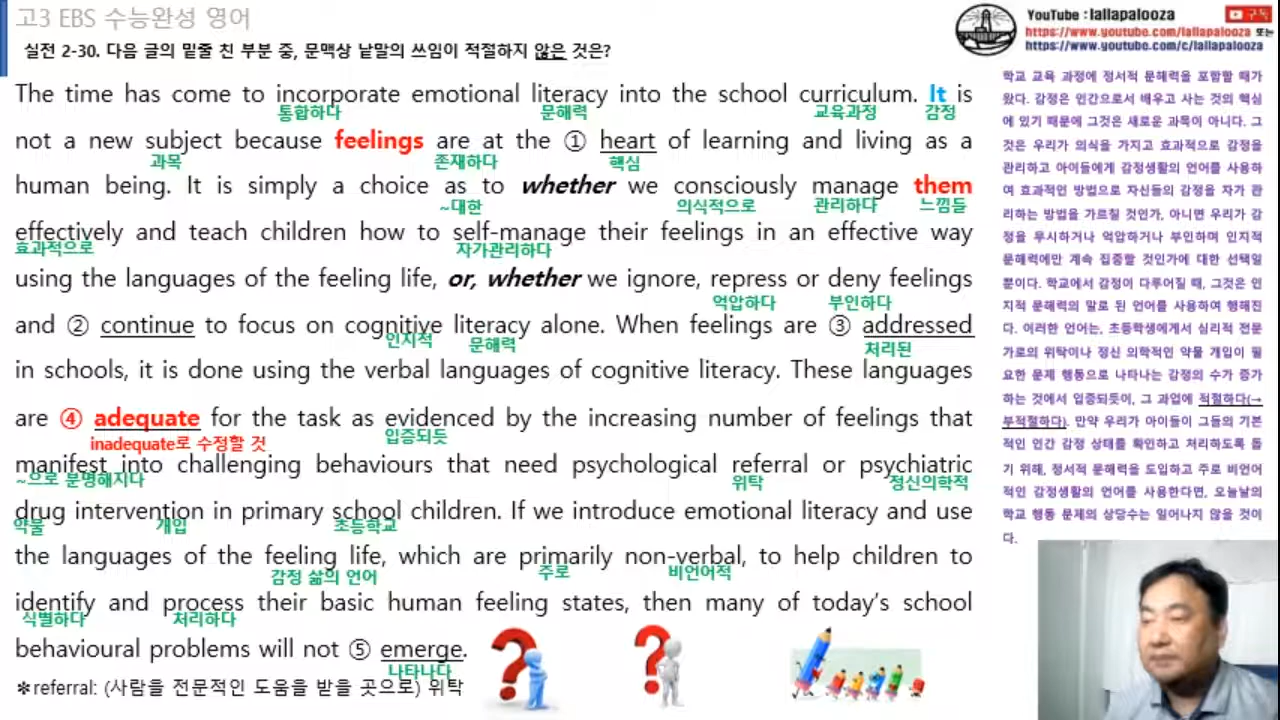 고3 EBS 수능완성 영어
YouTube : lallapalooza
구독
https://www.youtube.com/lallapalooza 또는
https://www.youtube.com/c/lallapalooza
실전 2-30. 다음 글의 밑줄 친 부분 중, 문맥상 낱말의 쓰임이 적절하지 않은 것은?
The time has come to incorporate emotional literacy into the school curriculum. It is
통합하다 문해력 교육과정 감정
not a new subject because feelings are at the ① heart of learning and living as a
과목 존재하다 핵심
human being. It is simply a choice as to whether we consciously manage them
~대한 의식적으로 관리하다 느낌들
effectively and teach children how to self-manage their feelings in an effective way
효과적으로 자가관리하다
using the languages of the feeling life, or, whether we ignore, repress or deny feelings
억압하다 부인하다
and ② continue to focus on cognitive literacy alone. When feelings are ③ addressed
인지적 문해력 처리된
in schools, it is done using the verbal languages of cognitive literacy. These languages
are ④ adequate for the task as evidenced by the increasing number of feelings that
inadequate로 수정할 것 입증되듯
manifest into challenging behaviours that need psychological referral or psychiatric
~으로 분명해지다 위탁 정신의학적
drug intervention in primary school children. If we introduce emotional literacy and use
약물 개입 초등학교
the languages of the feeling life, which are primarily non-verbal, to help children to
감정 삶의 언어 주로 비언어적
identify and process their basic human feeling states, then many of today's school
식별하다 처리하다
behavioural problems will not ⑤ emerge.
나타나다
＊referral: (사람을 전문적인 도움을 받을 곳으로) 위탁
학교 교육 과정에 정서적 문해력을 포함할 때가
왔다. 감정은 인간으로서 배우고 사는 것의 핵심
에 있기 때문에 그것은 새로운 과목이 아니다. 그
것은 우리가 의식을 가지고 효과적으로 감정을
관리하고 아이들에게 감정생활의 언어를 사용하
여 효과적인 방법으로 자신들의 감정을 자가 관
리하는 방법을 가르칠 것인가, 아니면 우리가 감
정을 무시하거나 억압하거나 부인하며 인지적
문해력에만 계속 집중할 것인가에 대한 선택일
뿐이다. 학교에서 감정이 다루어질 때, 그것은 인
지적 문해력의 말로 된 언어를 사용하여 행해진
다. 이러한 언어는, 초등학생에게서 심리적 전문
가로의 위탁이나 정신 의학적인 약물 개입이 필
요한 문제 행동으로 나타나는 감정의 수가 증가
하는 것에서 입증되듯이, 그 과업에 적절하다(→
부적절하다). 만약 우리가 아이들이 그들의 기본
적인 인간 감정 상태를 확인하고 처리하도록 돕
기 위해, 정서적 문해력을 도입하고 주로 비언어
적인 감정생활의 언어를 사용한다면, 오늘날의
학교 행동 문제의 상당수는 일어나지 않을 것이
다.